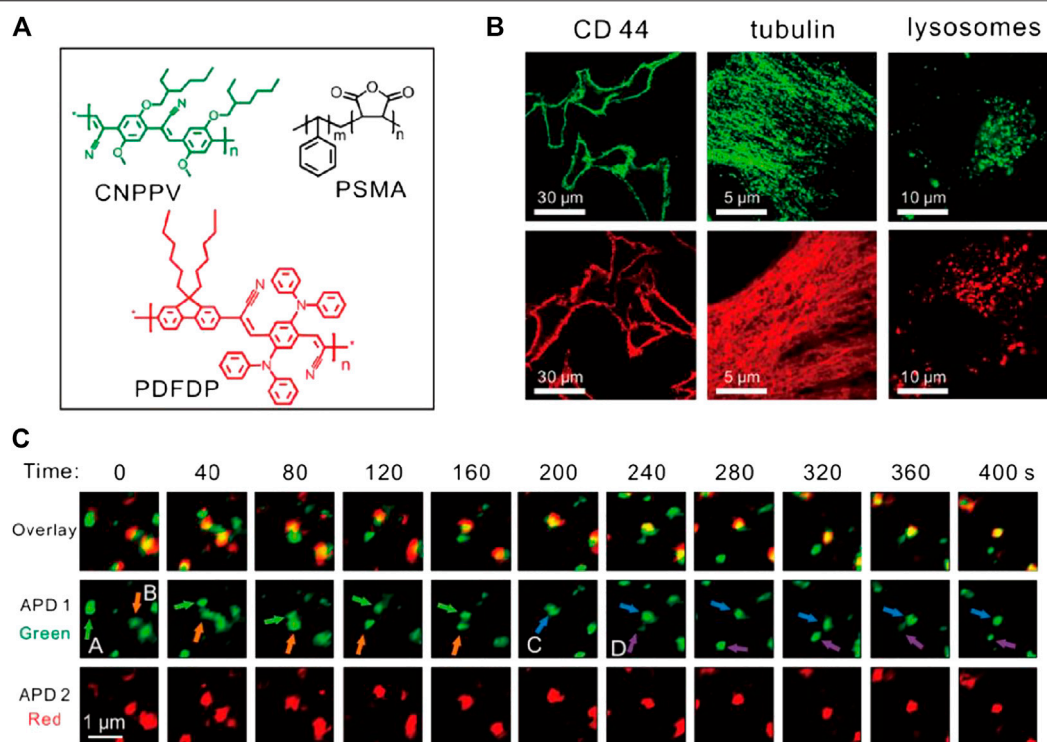 A
CNPPV
PSMA
PDFDP
O
CN
O
N
O
O
n
m
O
O
O
n
N
N
N
N
n
B
CD 44
tubulin
lysosomes
30 µm
5 µm
10 µm
30 µm
5 µm
10 µm
C
Time: 0 40 80 120 160 200 240 280 320 360 400 s
Overlay
APD 1
Green
A
B
C
D
APD 2
Red
1 µm